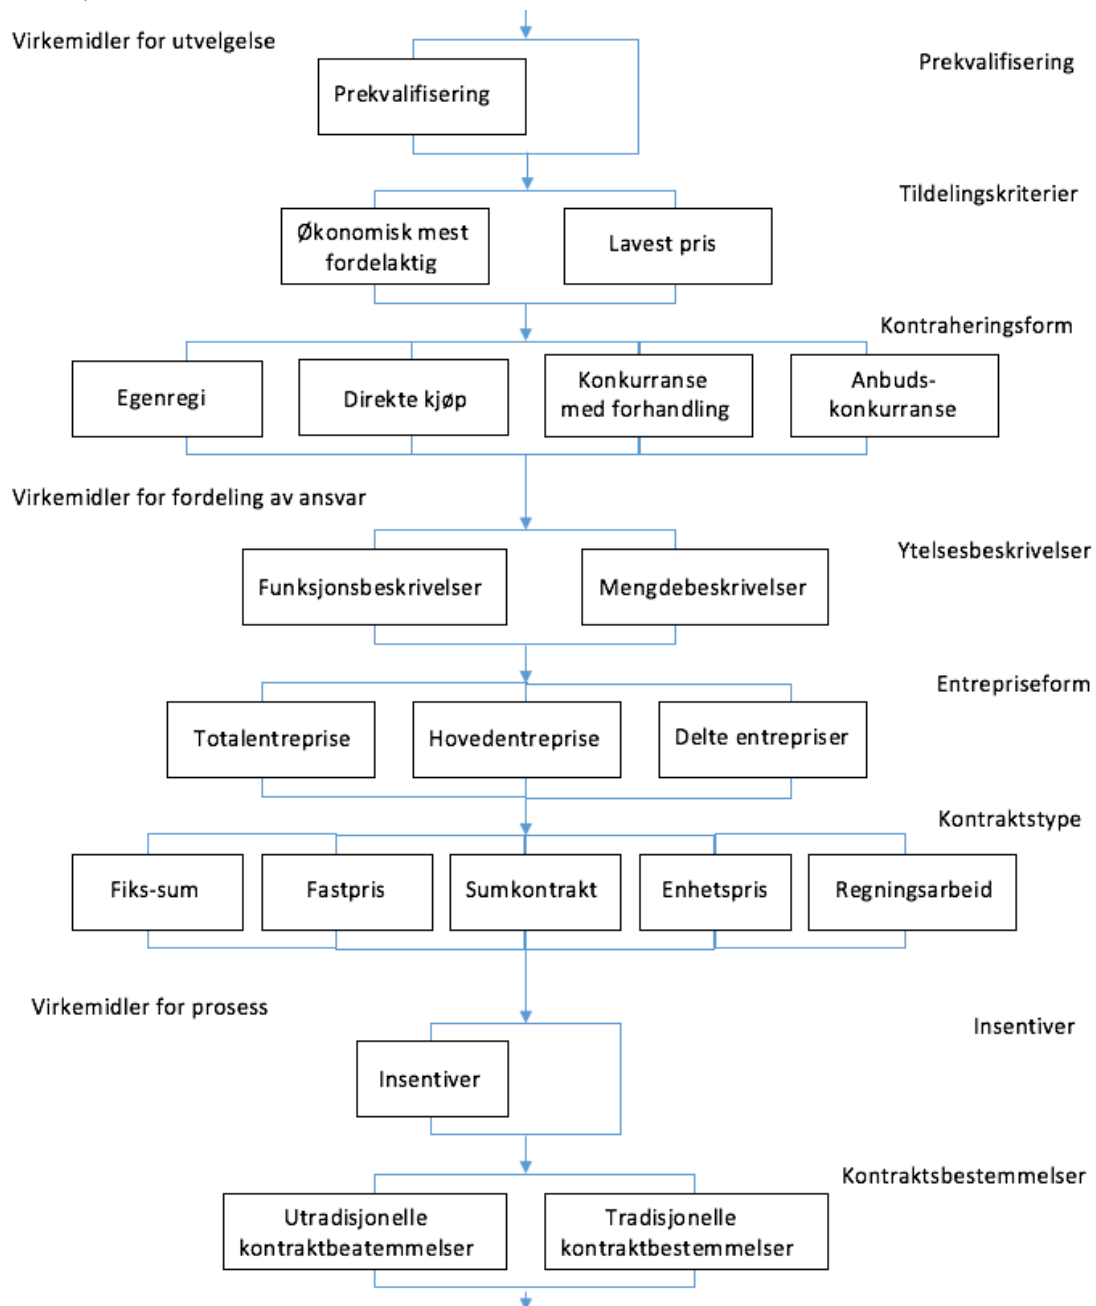 Virkemidler for utvelgelse
Prekvalifisering
Prekvalifisering
Tildelingskriterier
Økonomisk mest
fordelaktig
Lavest pris
Kontraheringsform
Egenregi
Direkte kjøp
Konkurranse
med forhandling
Anbuds-
konkurranse
Virkemidler for fordeling av ansvar
Ytelsesbeskrivelser
Funksjonsbeskrivelser
Mengdebeskrivelser
Entrepriseform
Totalentreprise
Hovedentreprise
Delte entrepriser
Kontraktstype
Fiks-sum
Fastpris
Sumkontrakt
Enhetspris
Regningsarbeid
Virkemidler for prosess
Insentiver
Insentiver
Kontraktsbestemmelser
Utradisjonelle
kontraktbeatemmelser
Tradisjonelle
kontraktbestemmelser